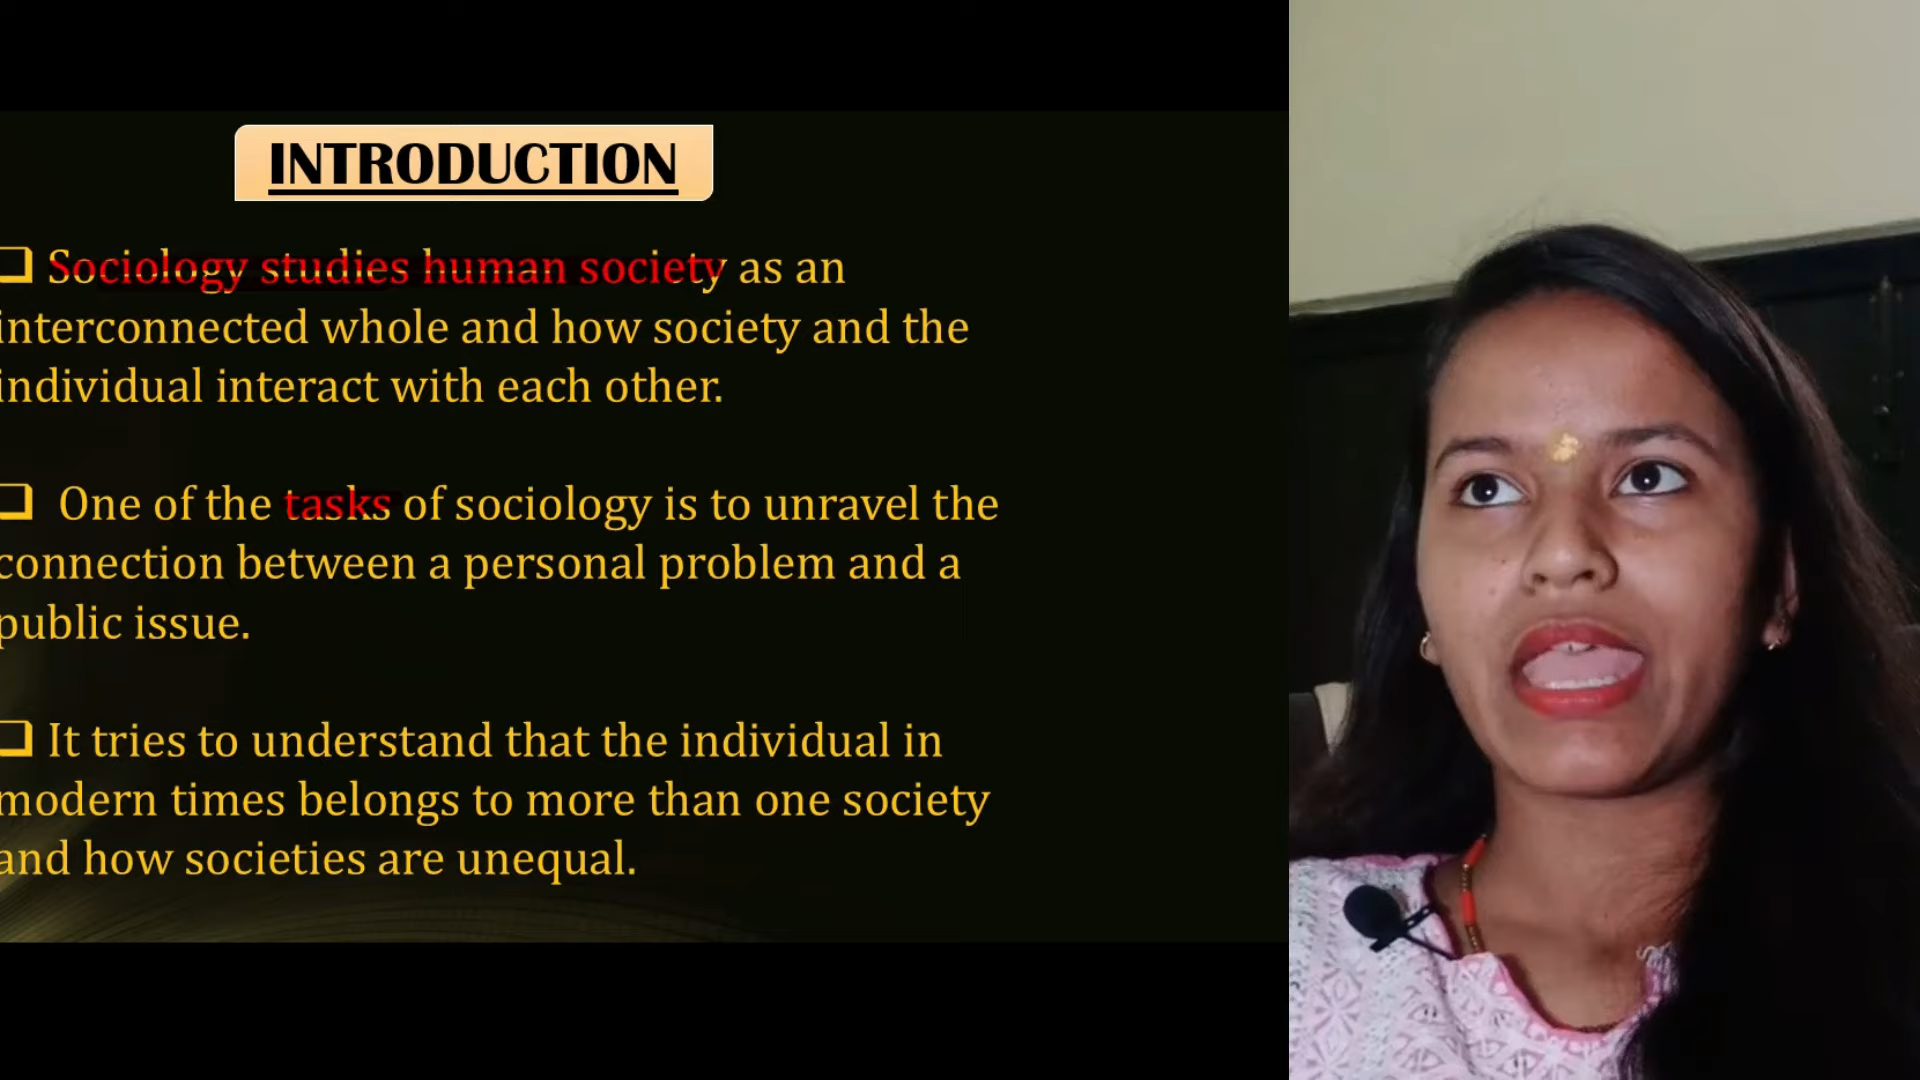 INTRODUCTION
Sociology studies human society as an
interconnected whole and how society and the
individual interact with each other.
One of the tasks of sociology is to unravel the
connection between a personal problem and a
public issue.
It tries to understand that the individual in
modern times belongs to more than one society
and how societies are unequal.